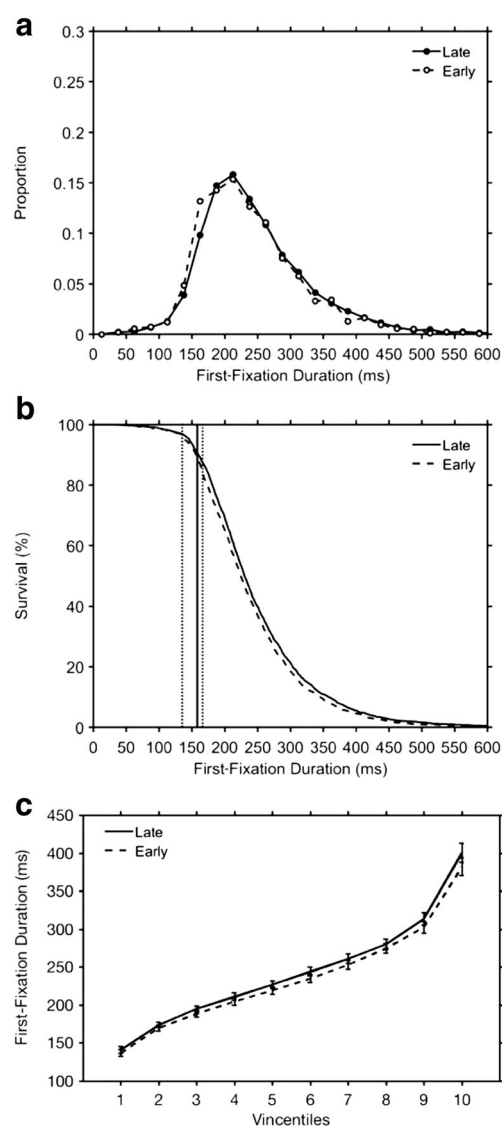 a
0.3
0.25
0.2
0.15
0.1
0.05
0
Proportion
Late
Early
0 50 100 150 200 250 300 350 400 450 500 550 600
First-Fixation Duration (ms)
b
100
80
60
40
20
0
Survival (%)
Late
Early
0 50 100 150 200 250 300 350 400 450 500 550 600
First-Fixation Duration (ms)
c
450
400
350
300
250
200
150
100
First-Fixation Duration (ms)
Late
Early
1 2 3 4 5 6 7 8 9 10
Vincentiles